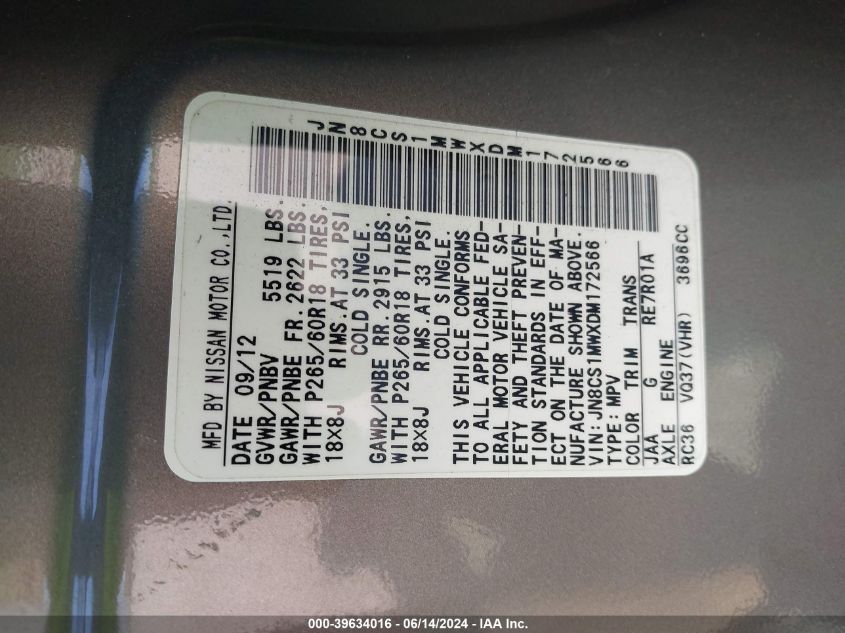 JN8CS1MWXDM172566
MFD BY NISSAN MOTOR CO.,LTD.
DATE 09/12
GVWR/PNBV 5519 LBS.
GAWR/PNBE FR.2622 LBS.
WITH P265/60R18 TIRES,
18X8J RIMS.AT 33 PSI
COLD SINGLE.
GAWR/PNBE RR.2915 LBS.
WITH P265/60R18 TIRES,
18X8J RIMS.AT 33 PSI
COLD SINGLE.
THIS VEHICLE CONFORMS
TO ALL APPLICABLE FED-
ERAL MOTOR VEHICLE SA-
FETY AND THEFT PREVEN-
TION STANDARDS IN EFF-
ECT ON THE DATE OF MA-
NUFACTURE SHOWN ABOVE.
VIN:JN8CS1MWXDM172566
TYPE:MPV
COLOR TRIM TRANS
JAA G RE7R01A
AXLE ENGINE
RC36 VQ37(VHR) 3696CC
000-39634016 - 06/14/2024 - IAA Inc.